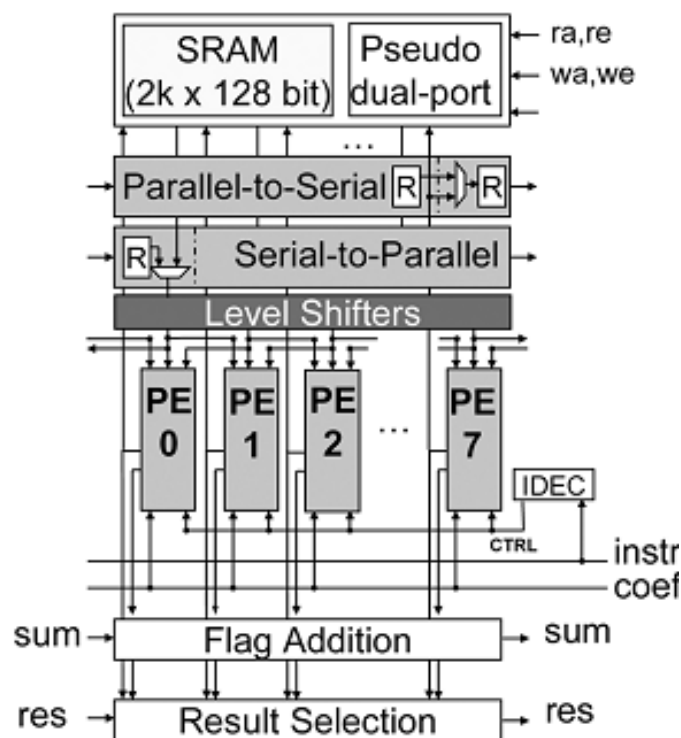 SRAM
(2k x 128 bit)
Pseudo
dual-port
ra,re
wa,we
...
Parallel-to-Serial
R
R
R
Serial-to-Parallel
Level Shifters
PE
0
PE
1
PE
2
...
PE
7
IDEC
CTRL
instr
coef
sum
Flag Addition
sum
res
Result Selection
res